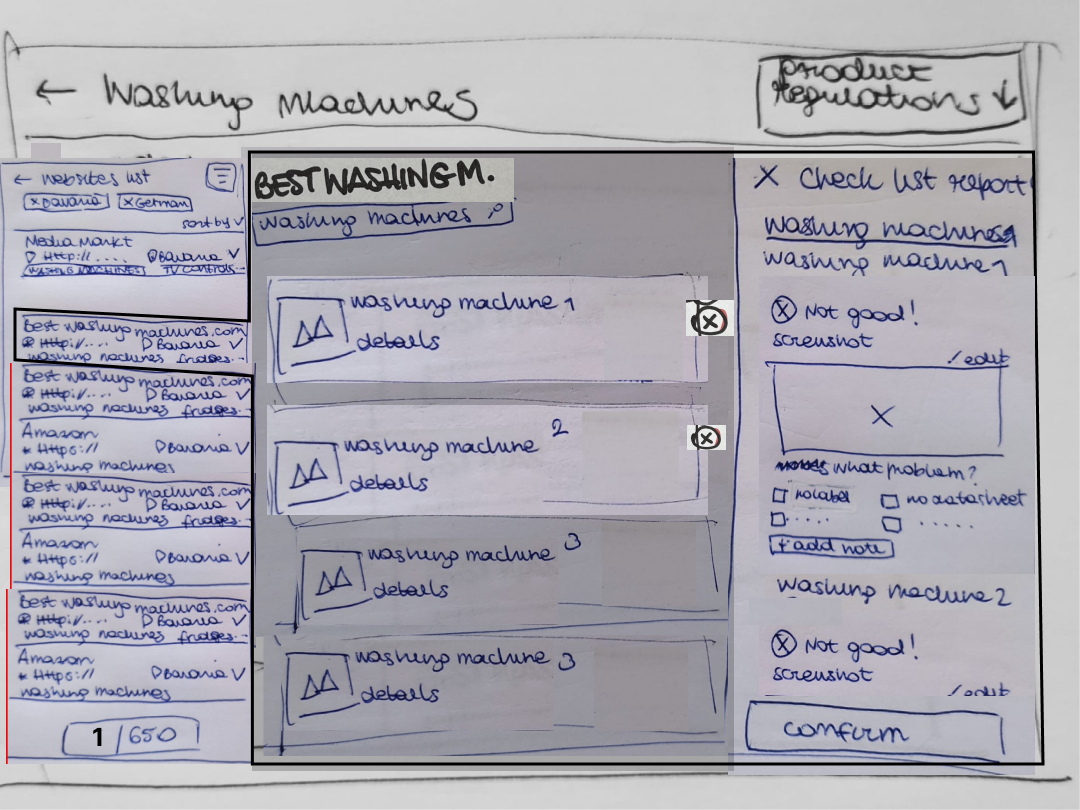 ← Washing Machines
product
regulations ↓
← Websites list
x Bavaria x German
sort by
Media Markt
Http://.... Bavaria
WASHING MACHINES TV CONTROLS...
Best washing machines.com
Http://.... Bavaria
washing machines fridges...
Best washing machines.com
Http://.... Bavaria
washing machines fridges...
Amazon
* Https:// Bavaria
washing machines
Best washing machines.com
Http://.... Bavaria
washing machines fridges...
Amazon
* Https:// Bavaria
washing machines
Best washing machines.com
Http://.... Bavaria
washing machines fridges...
Amazon
* Https:// Bavaria
washing machines
1 / 650
BEST WASHING M.
washing machines
washing machine 1
details
washing machine 2
details
washing machine 3
details
washing machine 3
details
X Check list report
washing machines
washing machine 1
Not good!
screenshot
/ edit
X
what problem?
no label no datasheet
..... .....
+ add note
washing machine 2
Not good!
screenshot
/ edit
confirm